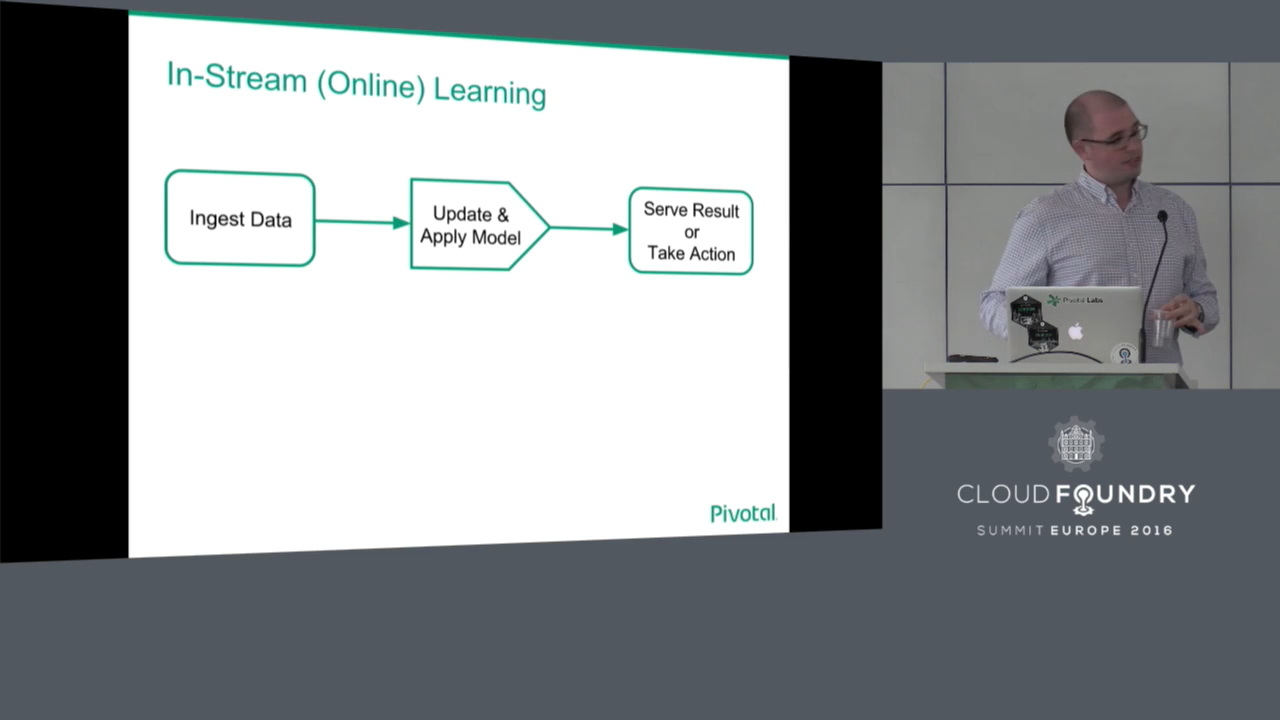 In-Stream (Online) Learning
Ingest Data
Update &
Apply Model
Serve Result
or
Take Action
Pivotal
Pivotal Labs
CLOUD FOUNDRY
SUMMIT EUROPE 2016